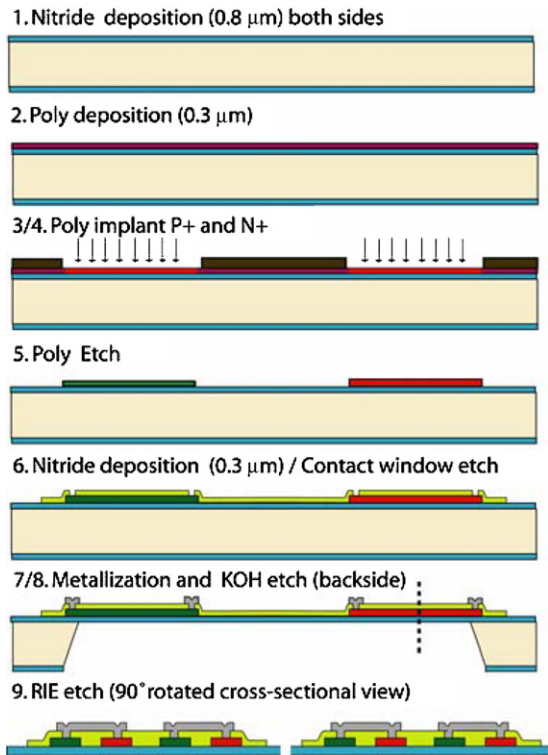 1. Nitride deposition (0.8 μm) both sides
2. Poly deposition (0.3 μm)
3/4. Poly implant P+ and N+
5. Poly Etch
6. Nitride deposition (0.3 μm) / Contact window etch
7/8. Metallization and KOH etch (backside)
9. RIE etch (90° rotated cross-sectional view)